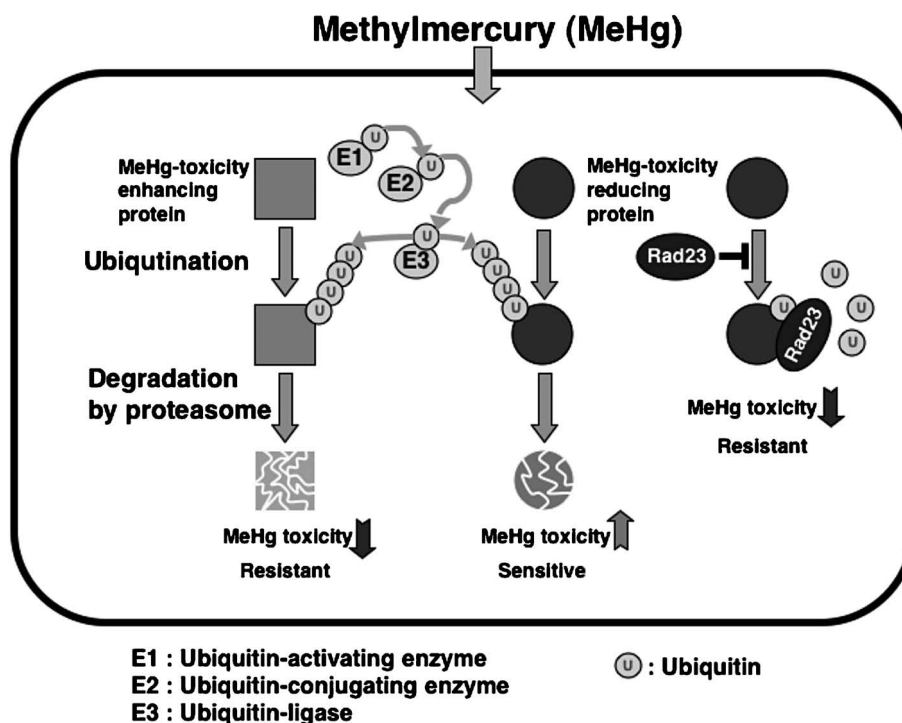 Methylmercury (MeHg)
MeHg-toxicity
enhancing
protein
U
E1
U
E2
MeHg-toxicity
reducing
protein
Ubiqutination
U
E3
Rad23
U
U
U
U
U
U
U
U
U
Rad23
U
U
U
Degradation
by proteasome
MeHg toxicity
Resistant
MeHg toxicity
Resistant
MeHg toxicity
Sensitive
E1 : Ubiquitin-activating enzyme
E2 : Ubiquitin-conjugating enzyme
E3 : Ubiquitin-ligase
U : Ubiquitin